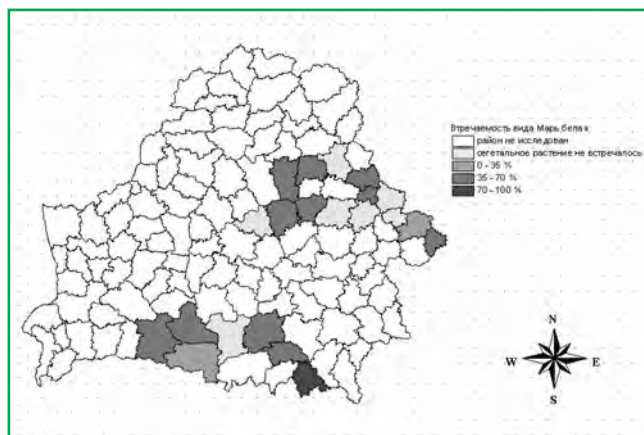 Втречаемость вида Марь белая
район не исследован
сегетальное растение не встречалось
0 - 35 %
35 - 70 %
70 - 100 %
N
W E
S